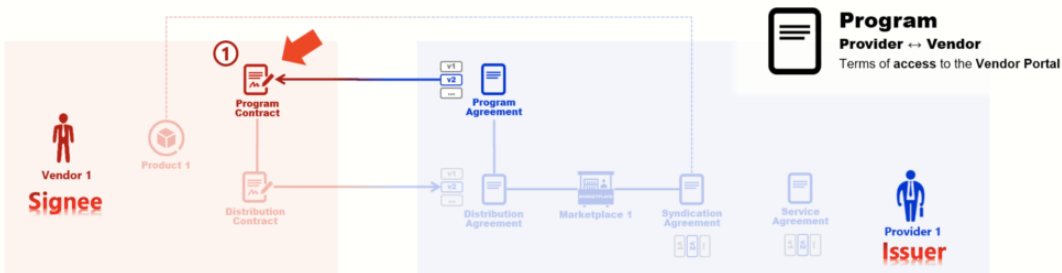 Program
Provider ↔ Vendor
Terms of access to the Vendor Portal
1
v1
v2
...
Program
Contract
Program
Agreement
Vendor 1
Signee
Product 1
Distribution
Contract
v1
v2
...
Distribution
Agreement
Marketplace 1
Syndication
Agreement
Service
Agreement
Provider 1
Issuer